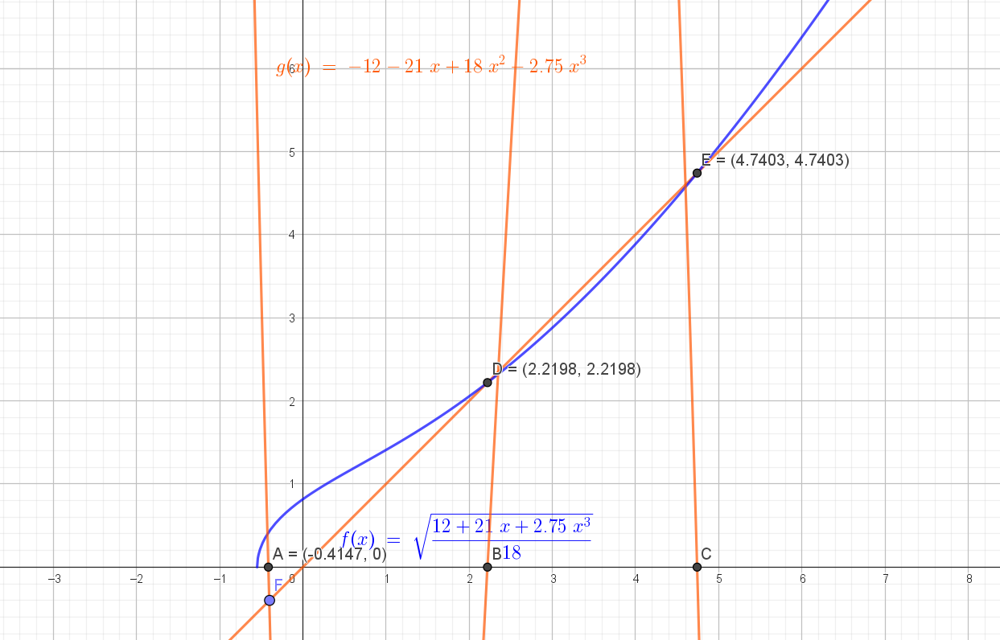 g(x) = −12 − 21 x + 18 x² − 2.75 x³
6
5
E = (4.7403, 4.7403)
4
3
D = (2.2198, 2.2198)
2
1
f(x) = √((12 + 21 x + 2.75 x³)/18)
A = (-0.4147, 0)
B
C
−3 −2 −1 0 1 2 3 4 5 6 7 8
F